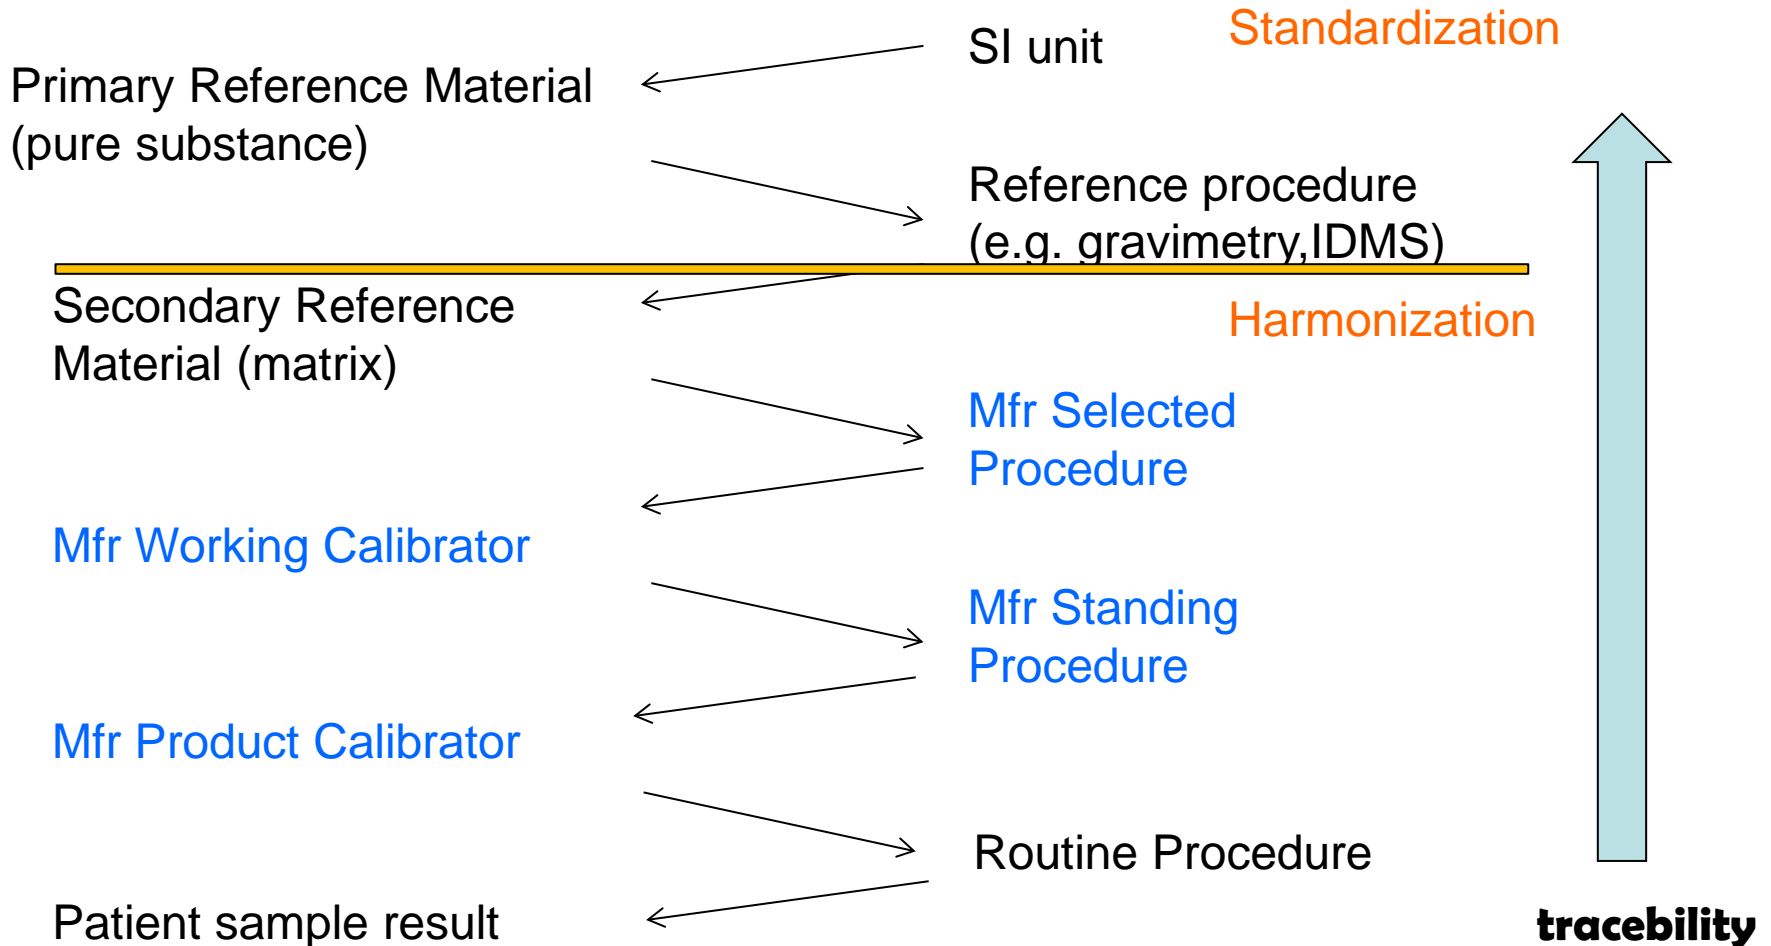 SI unit
Standardization
Primary Reference Material
(pure substance)
Reference procedure
(e.g. gravimetry,IDMS)
Secondary Reference
Material (matrix)
Harmonization
Mfr Selected
Procedure
Mfr Working Calibrator
Mfr Standing
Procedure
Mfr Product Calibrator
Routine Procedure
Patient sample result
tracebility